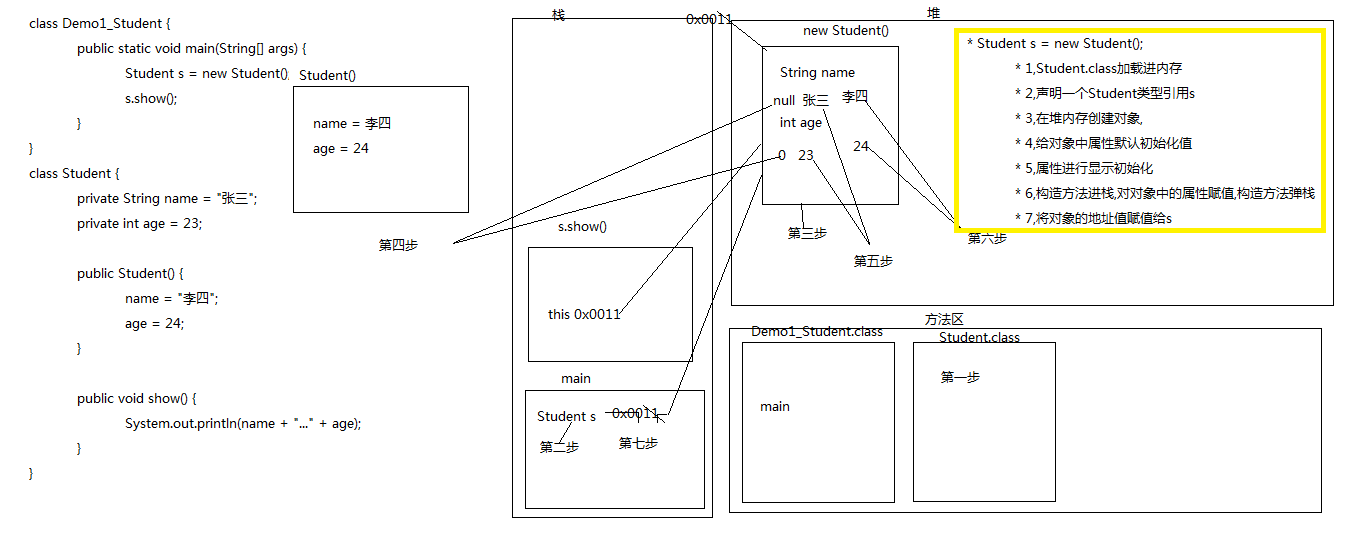 class Demo1_Student {
public static void main(String[] args) {
Student s = new Student();
s.show();
}
}
class Student {
private String name = "张三";
private int age = 23;
public Student() {
name = "李四";
age = 24;
}
public void show() {
System.out.println(name + "..." + age);
}
}
Student()
name = 李四
age = 24
第四步
栈
s.show()
this 0x0011
main
Student s 0x0011
第二步
第七步
堆
0x0011
new Student()
String name
null 张三 李四
int age
0 23 24
第三步
第五步
第六步
* Student s = new Student();
* 1,Student.class加载进内存
* 2,声明一个Student类型引用s
* 3,在堆内存创建对象,
* 4,给对象中属性默认初始化值
* 5,属性进行显示初始化
* 6,构造方法进栈,对对象中的属性赋值,构造方法弹栈
* 7,将对象的地址值赋值给s
方法区
Demo1_Student.class
main
Student.class
第一步